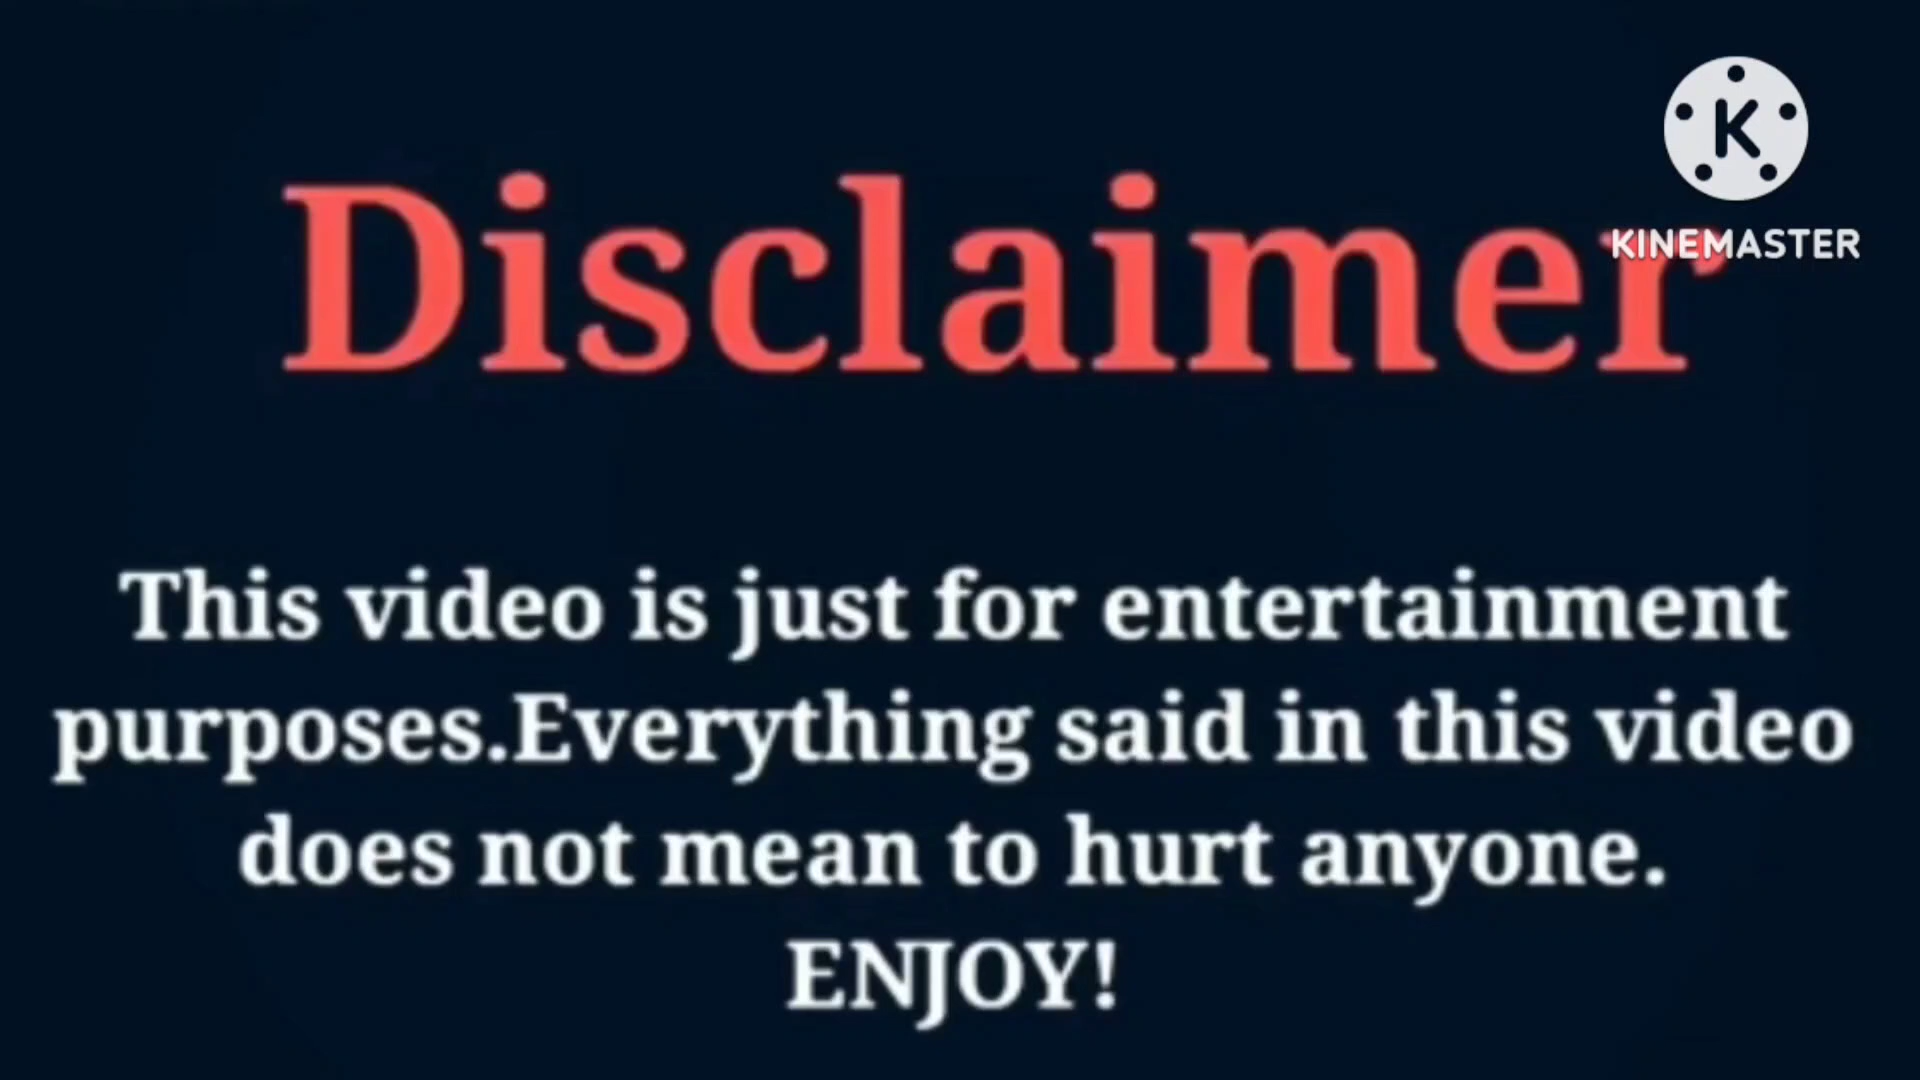 K
KINEMASTER
Disclaimer
This video is just for entertainment
purposes.Everything said in this video
does not mean to hurt anyone.
ENJOY!